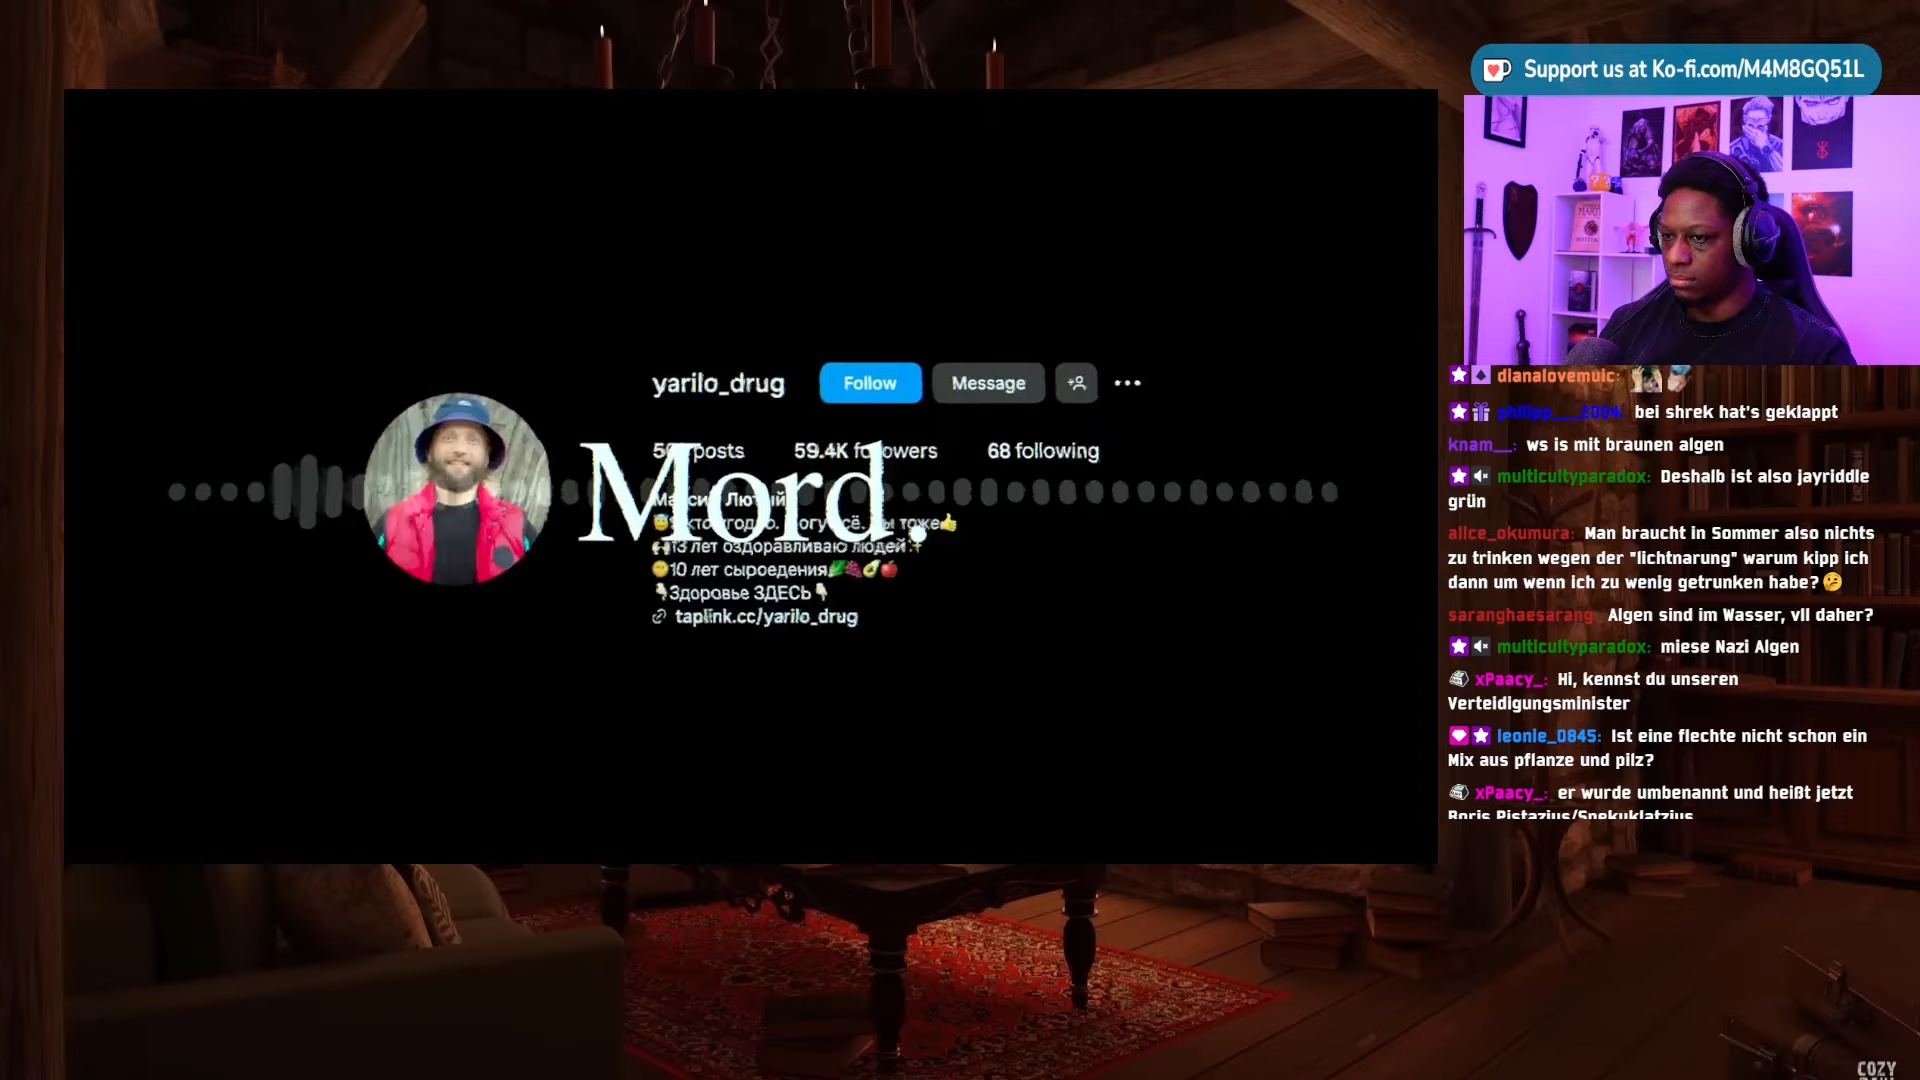 Support us at Ko-fi.com/M4M8GQ51L
yarilo_drug
Follow
Message
posts
59.4K followers
68 following
Mord.
13 лет оздоравливаю людей
10 лет сыроедения
Здоровье ЗДЕСЬ
taplink.cc/yarilo_drug
dianalovemuic:
philipp___2004: bei shrek hat's geklappt
knam__: ws is mit braunen algen
multicultyparadox: Deshalb ist also jayriddle
grün
alice_okumura: Man braucht in Sommer also nichts
zu trinken wegen der "lichtnarung" warum kipp ich
dann um wenn ich zu wenig getrunken habe?🤔
saranghaesarang Algen sind im Wasser, vll daher?
multicultyparadox: miese Nazi Algen
xPaacy_: Hi, kennst du unseren
Verteidigungsminister
leonie_0845: Ist eine flechte nicht schon ein
Mix aus pflanze und pilz?
xPaacy_: er wurde umbenannt und heißt jetzt
Boris Pistazius/Spekuklatzius
COZY